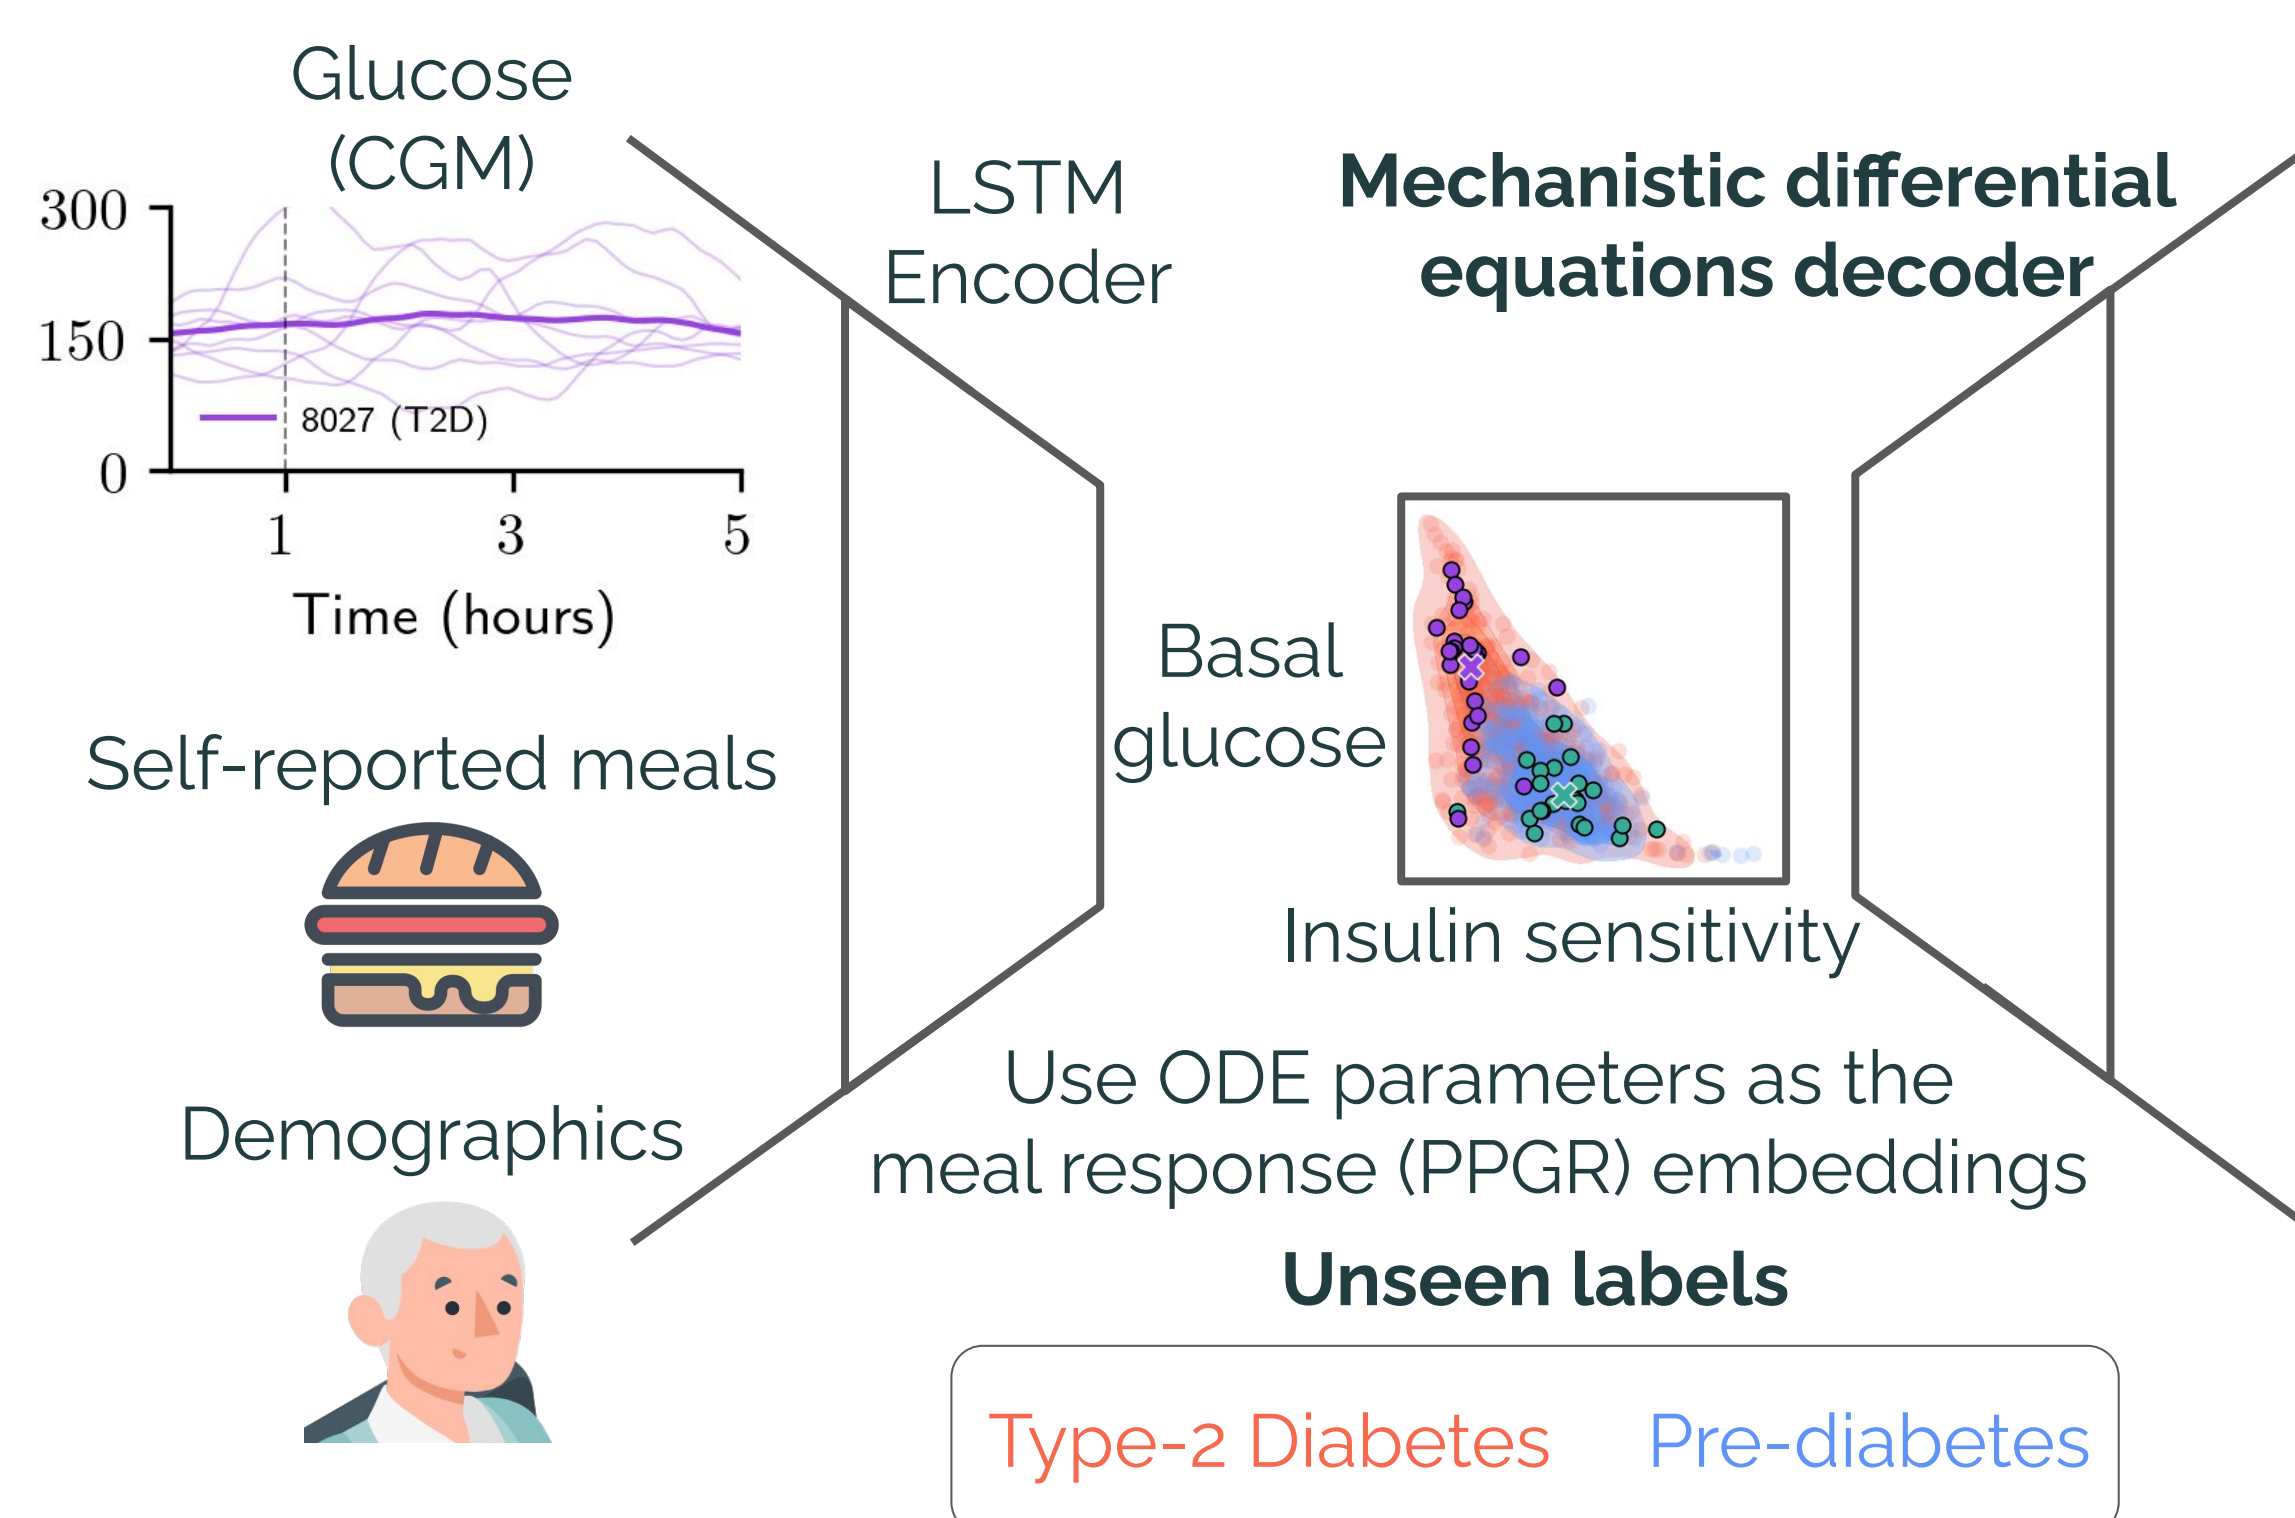 Glucose
(CGM)
300
150
0
8027 (T2D)
1 3 5
Time (hours)
Self-reported meals
Demographics
LSTM
Encoder
Mechanistic differential
equations decoder
Basal
glucose
Insulin sensitivity
Use ODE parameters as the
meal response (PPGR) embeddings
Unseen labels
Type-2 Diabetes Pre-diabetes